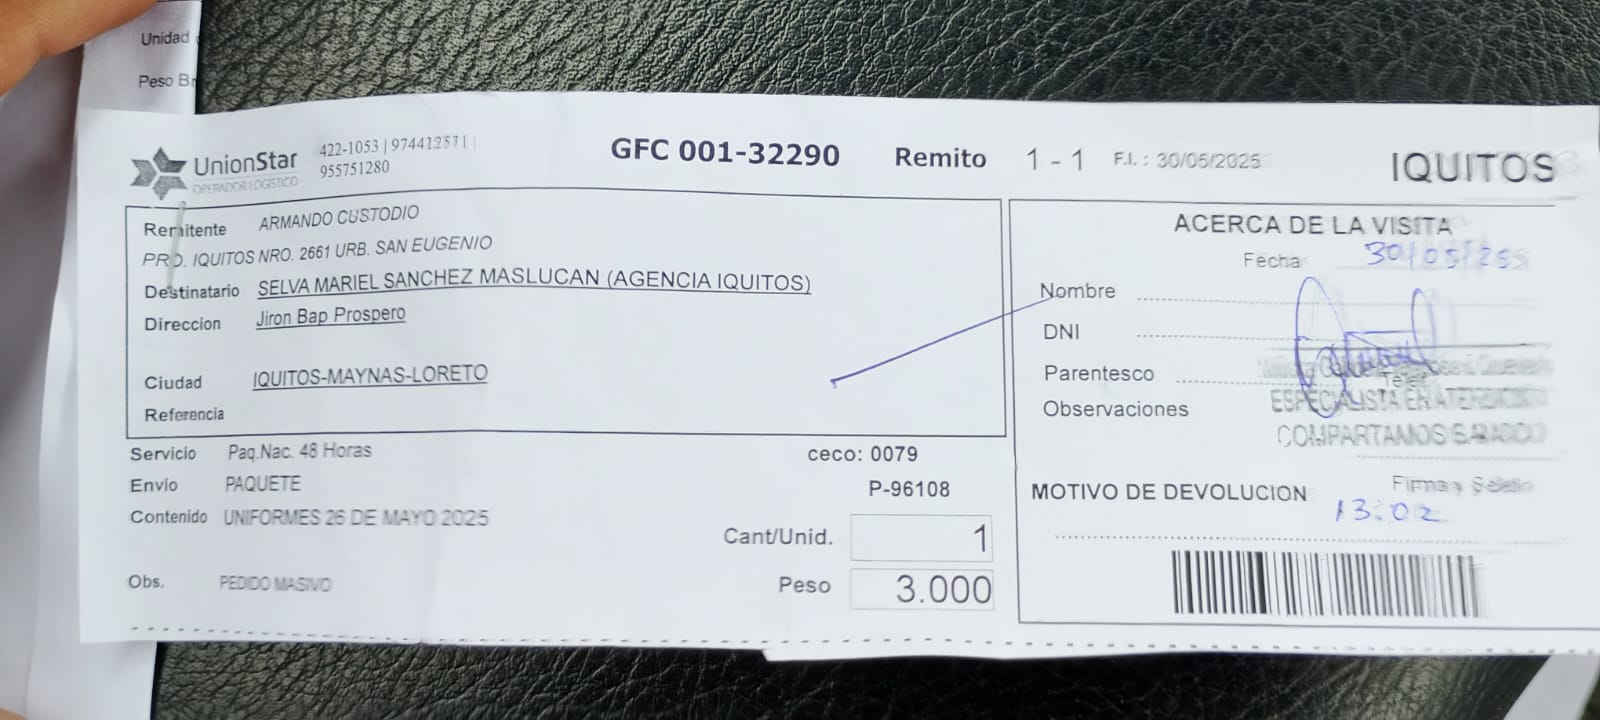 Unidad
Peso Br
UnionStar
OPERADOR LOGÍSTICO
422-1053 | 974412571 |
955751280
GFC 001-32290
Remito
1 - 1
F.I. : 30/05/2025
IQUITOS
Remitente ARMANDO CUSTODIO
PRO. IQUITOS NRO. 2661 URB. SAN EUGENIO
Destinatario SELVA MARIEL SANCHEZ MASLUCAN (AGENCIA IQUITOS)
Direccion Jiron Bap Prospero
Ciudad IQUITOS-MAYNAS-LORETO
Referencia
Servicio Paq.Nac. 48 Horas
ceco: 0079
Envío PAQUETE
P-96108
Contenido UNIFORMES 26 DE MAYO 2025
Cant/Unid. 1
Obs. PEDIDO MASIVO
Peso 3.000
ACERCA DE LA VISITA
Fecha 30/05/25
Nombre
DNI
Parentesco
Observaciones
ESPECIALISTA EN
COMPARTAMOS
MOTIVO DE DEVOLUCION
Firma y
13:02